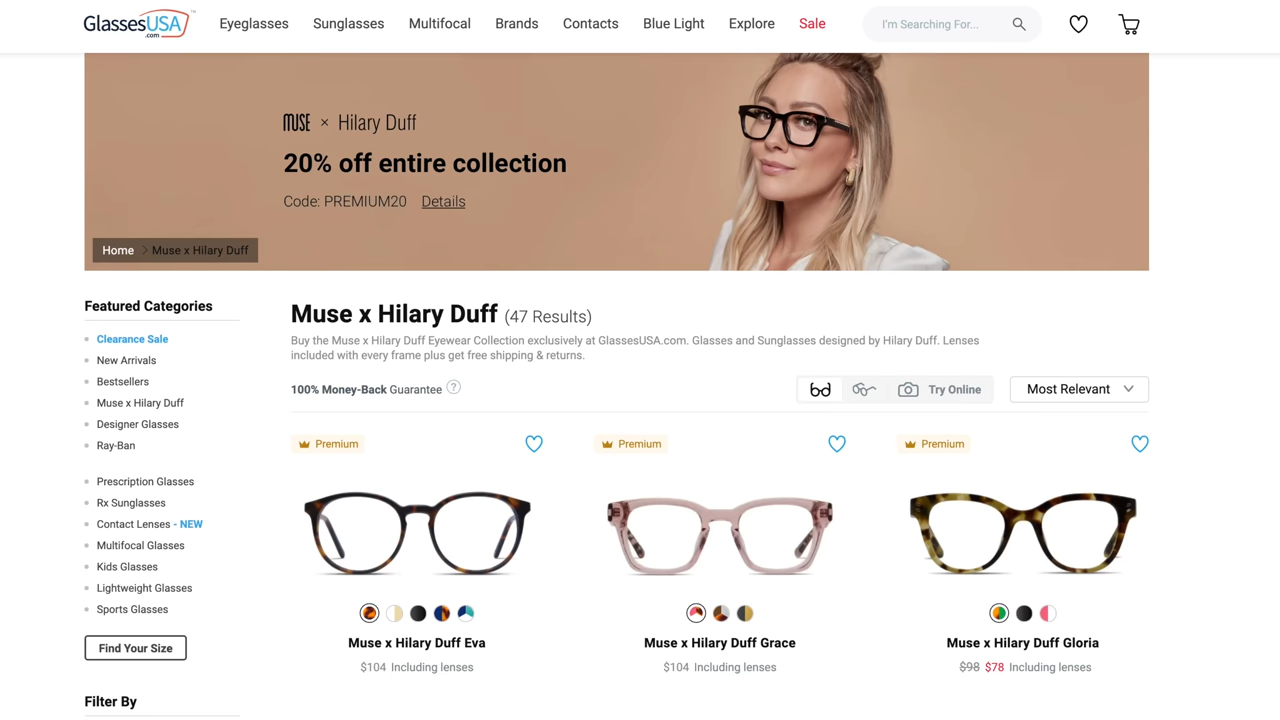 GlassesUSA™
.com
Eyeglasses
Sunglasses
Multifocal
Brands
Contacts
Blue Light
Explore
Sale
I'm Searching For...
MUSE × Hilary Duff
20% off entire collection
Code: PREMIUM20 Details
Home > Muse x Hilary Duff
Featured Categories
Clearance Sale
New Arrivals
Bestsellers
Muse x Hilary Duff
Designer Glasses
Ray-Ban
Prescription Glasses
Rx Sunglasses
Contact Lenses - NEW
Multifocal Glasses
Kids Glasses
Lightweight Glasses
Sports Glasses
Find Your Size
Filter By
Muse x Hilary Duff (47 Results)
Buy the Muse x Hilary Duff Eyewear Collection exclusively at GlassesUSA.com. Glasses and Sunglasses designed by Hilary Duff. Lenses
included with every frame plus get free shipping & returns.
100% Money-Back Guarantee ?
Try Online
Most Relevant
Premium
Muse x Hilary Duff Eva
$104 Including lenses
Premium
Muse x Hilary Duff Grace
$104 Including lenses
Premium
Muse x Hilary Duff Gloria
$98 $78 Including lenses